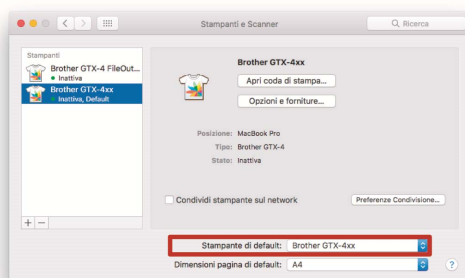 Stampanti e Scanner
Ricerca
Stampanti
Brother GTX-4 FileOut...
Inattiva
Brother GTX-4xx
Inattiva, Default
Brother GTX-4xx
Apri coda di stampa...
Opzioni e forniture...
Posizione: MacBook Pro
Tipo: Brother GTX-4
Stato: Inattiva
Condividi stampante sul network
Preferenze Condivisione...
+ −
Stampante di default: Brother GTX-4xx
Dimensioni pagina di default: A4
?